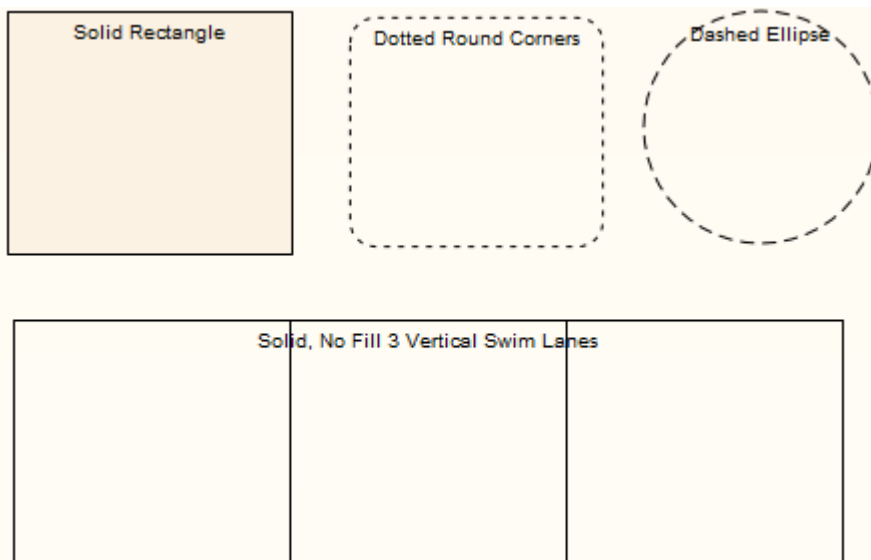 Solid Rectangle
Dotted Round Corners
Dashed Ellipse
Solid, No Fill 3 Vertical Swim Lanes